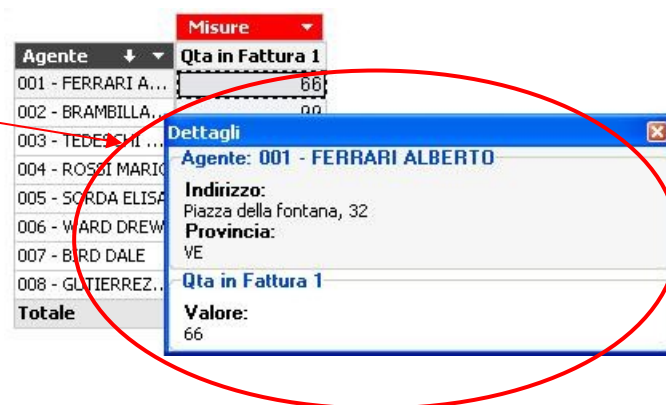 Misure
Agente Qta in Fattura 1
001 - FERRARI A... 66
002 - BRAMBILLA...
003 - TEDESCHI ...
004 - ROSSI MARIO
005 - SORDA ELISA
006 - WARD DREW
007 - BIRD DALE
008 - GUTIERREZ...
Totale
Dettagli
Agente: 001 - FERRARI ALBERTO
Indirizzo:
Piazza della fontana, 32
Provincia:
VE
Qta in Fattura 1
Valore:
66